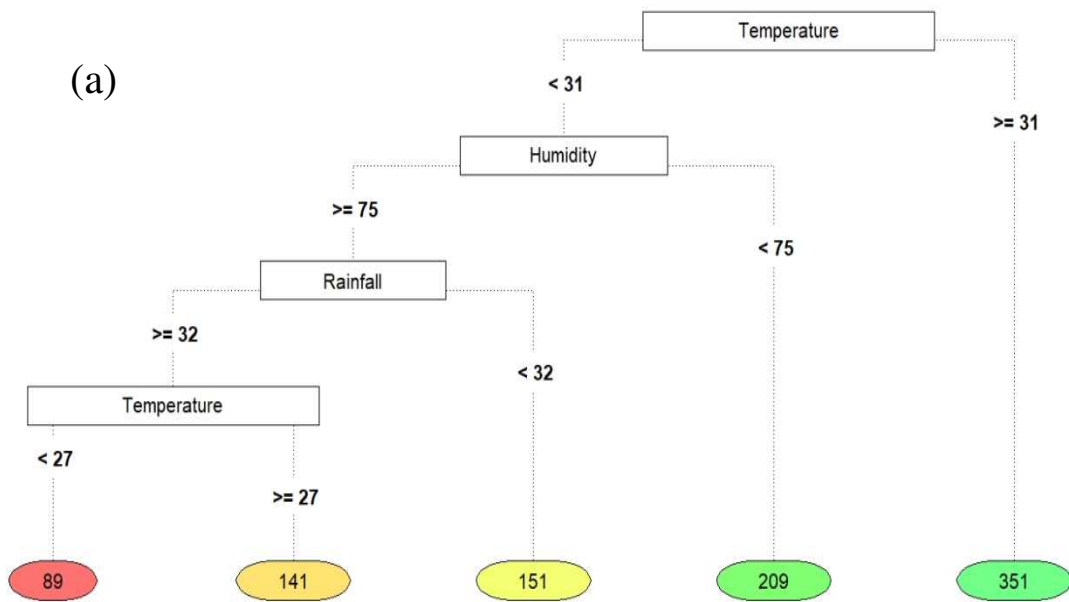 Temperature
(a)
< 31
>= 31
Humidity
>= 75
< 75
Rainfall
>= 32
< 32
Temperature
< 27
>= 27
89 141 151 209 351